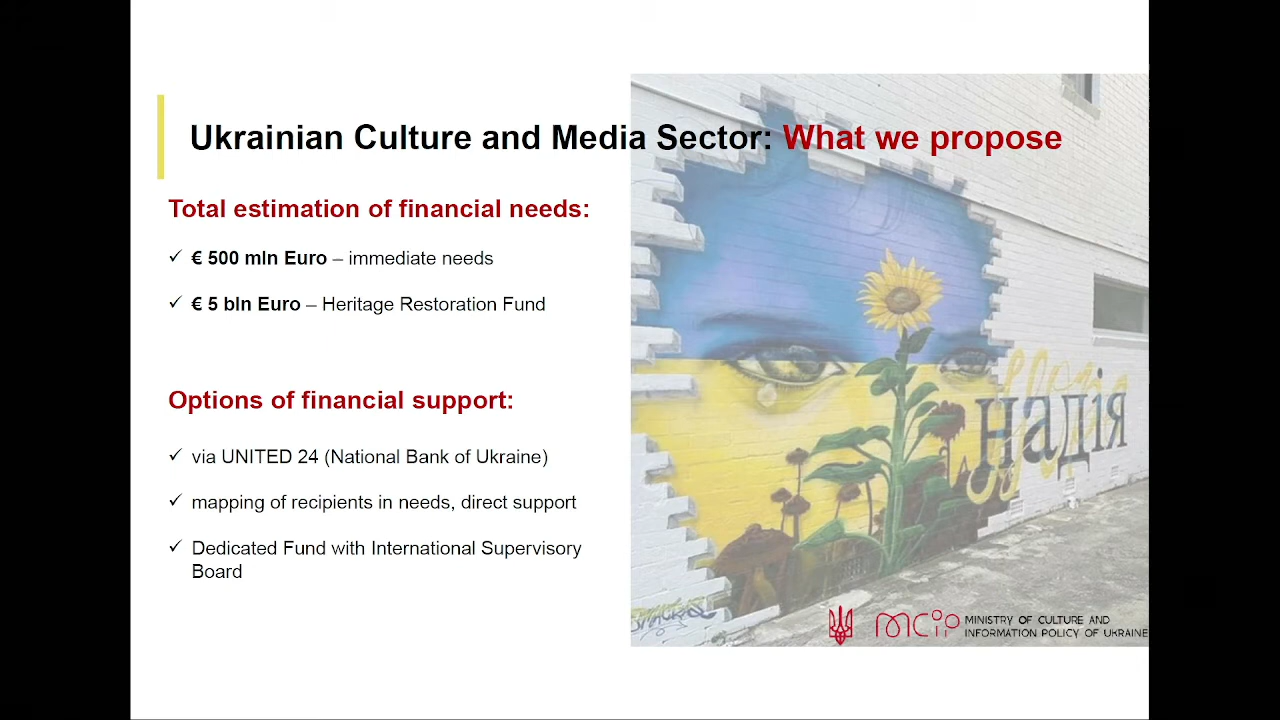 Ukrainian Culture and Media Sector: What we propose
Total estimation of financial needs:
✓ € 500 mln Euro – immediate needs
✓ € 5 bln Euro – Heritage Restoration Fund
Options of financial support:
✓ via UNITED 24 (National Bank of Ukraine)
✓ mapping of recipients in needs, direct support
✓ Dedicated Fund with International Supervisory
Board
надія
мсір MINISTRY OF CULTURE AND
INFORMATION POLICY OF UKRAINE